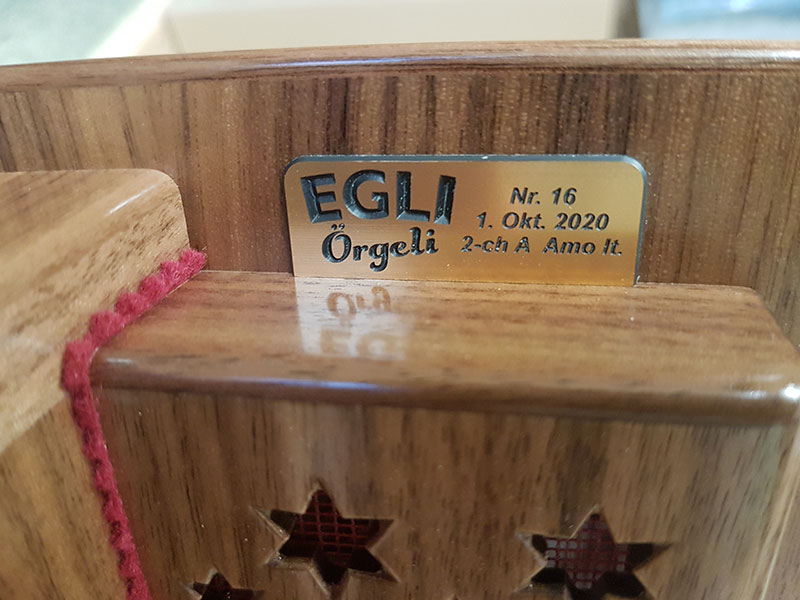 EGLI
Örgeli
Nr. 16
1. Okt. 2020
2-ch A Amo It.